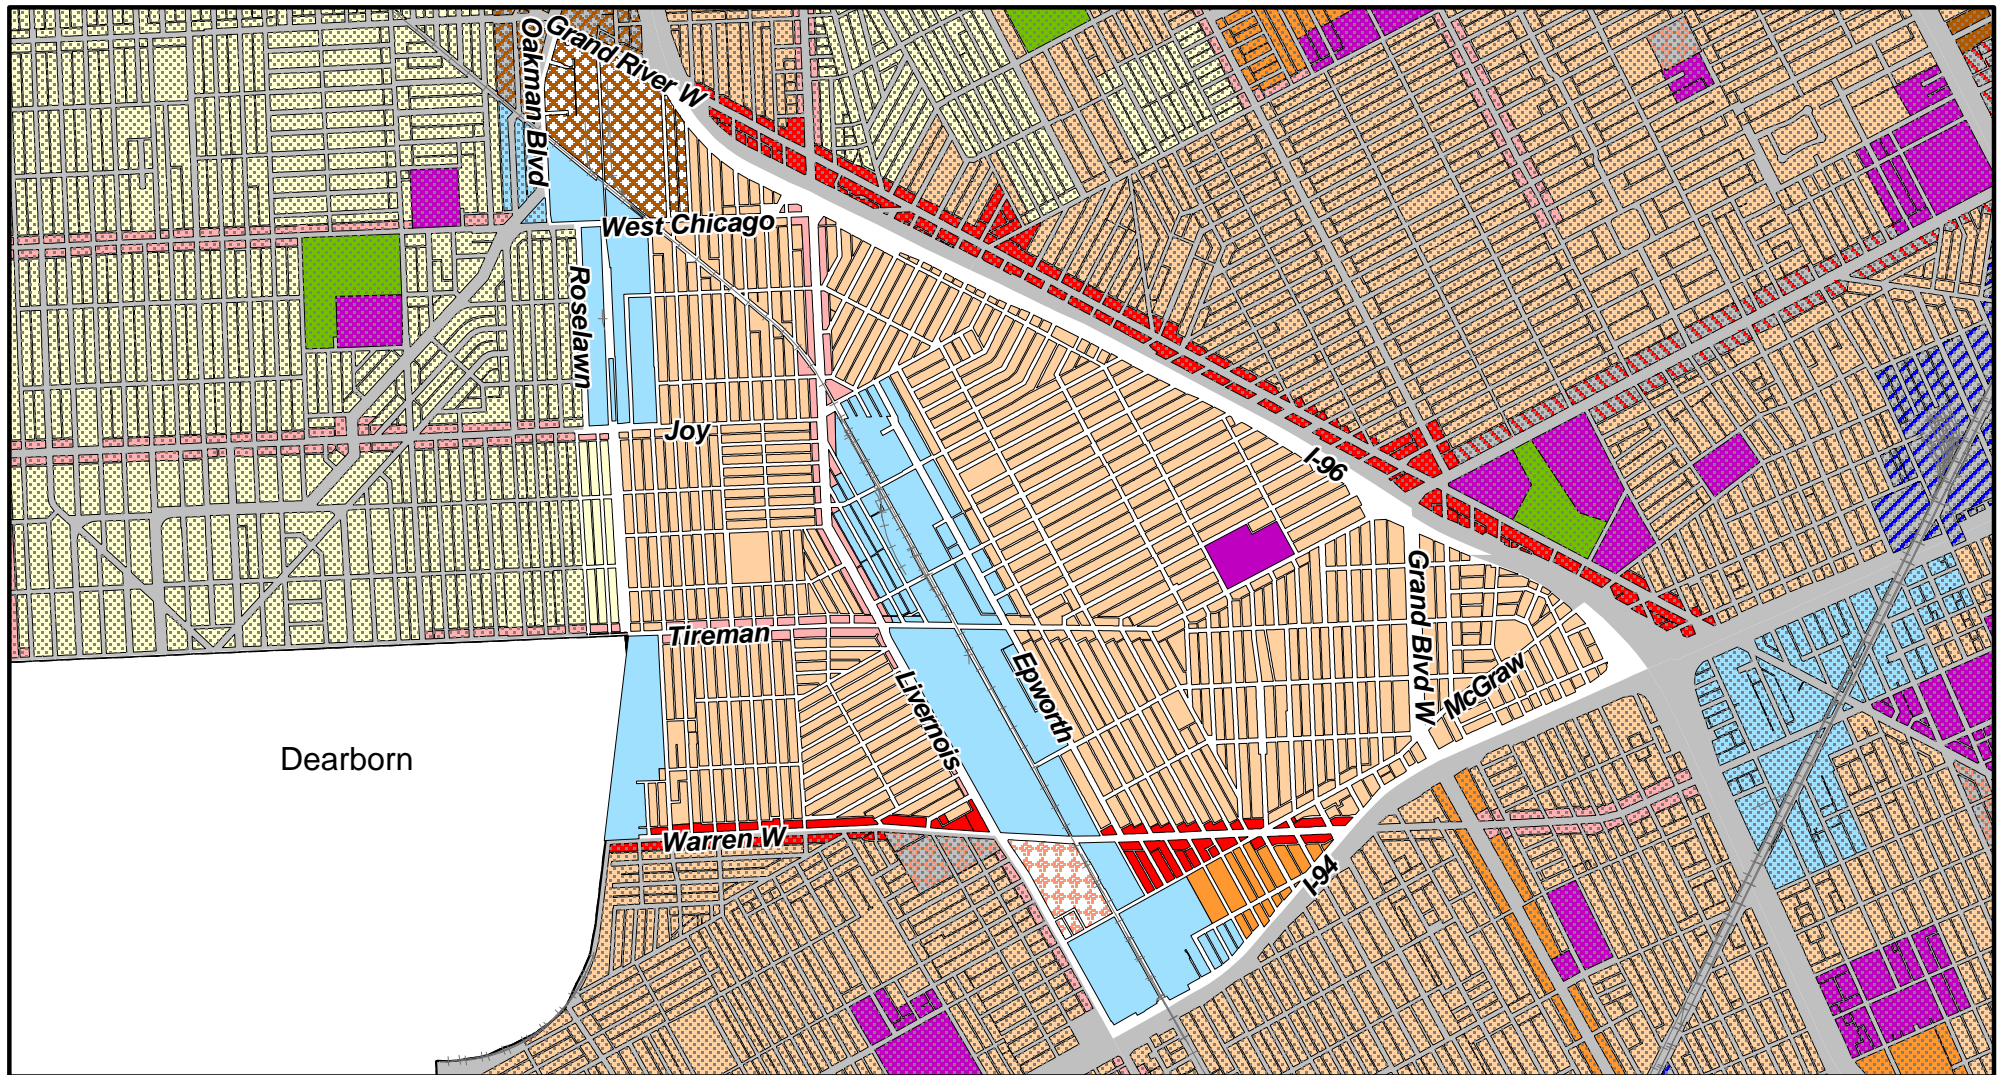 Grand River W
Oakman Blvd
West Chicago
Roselawn
Joy
I-96
Grand Blvd W
Tireman
McGraw
Epworth
Livernois
Dearborn
Warren W
I-94